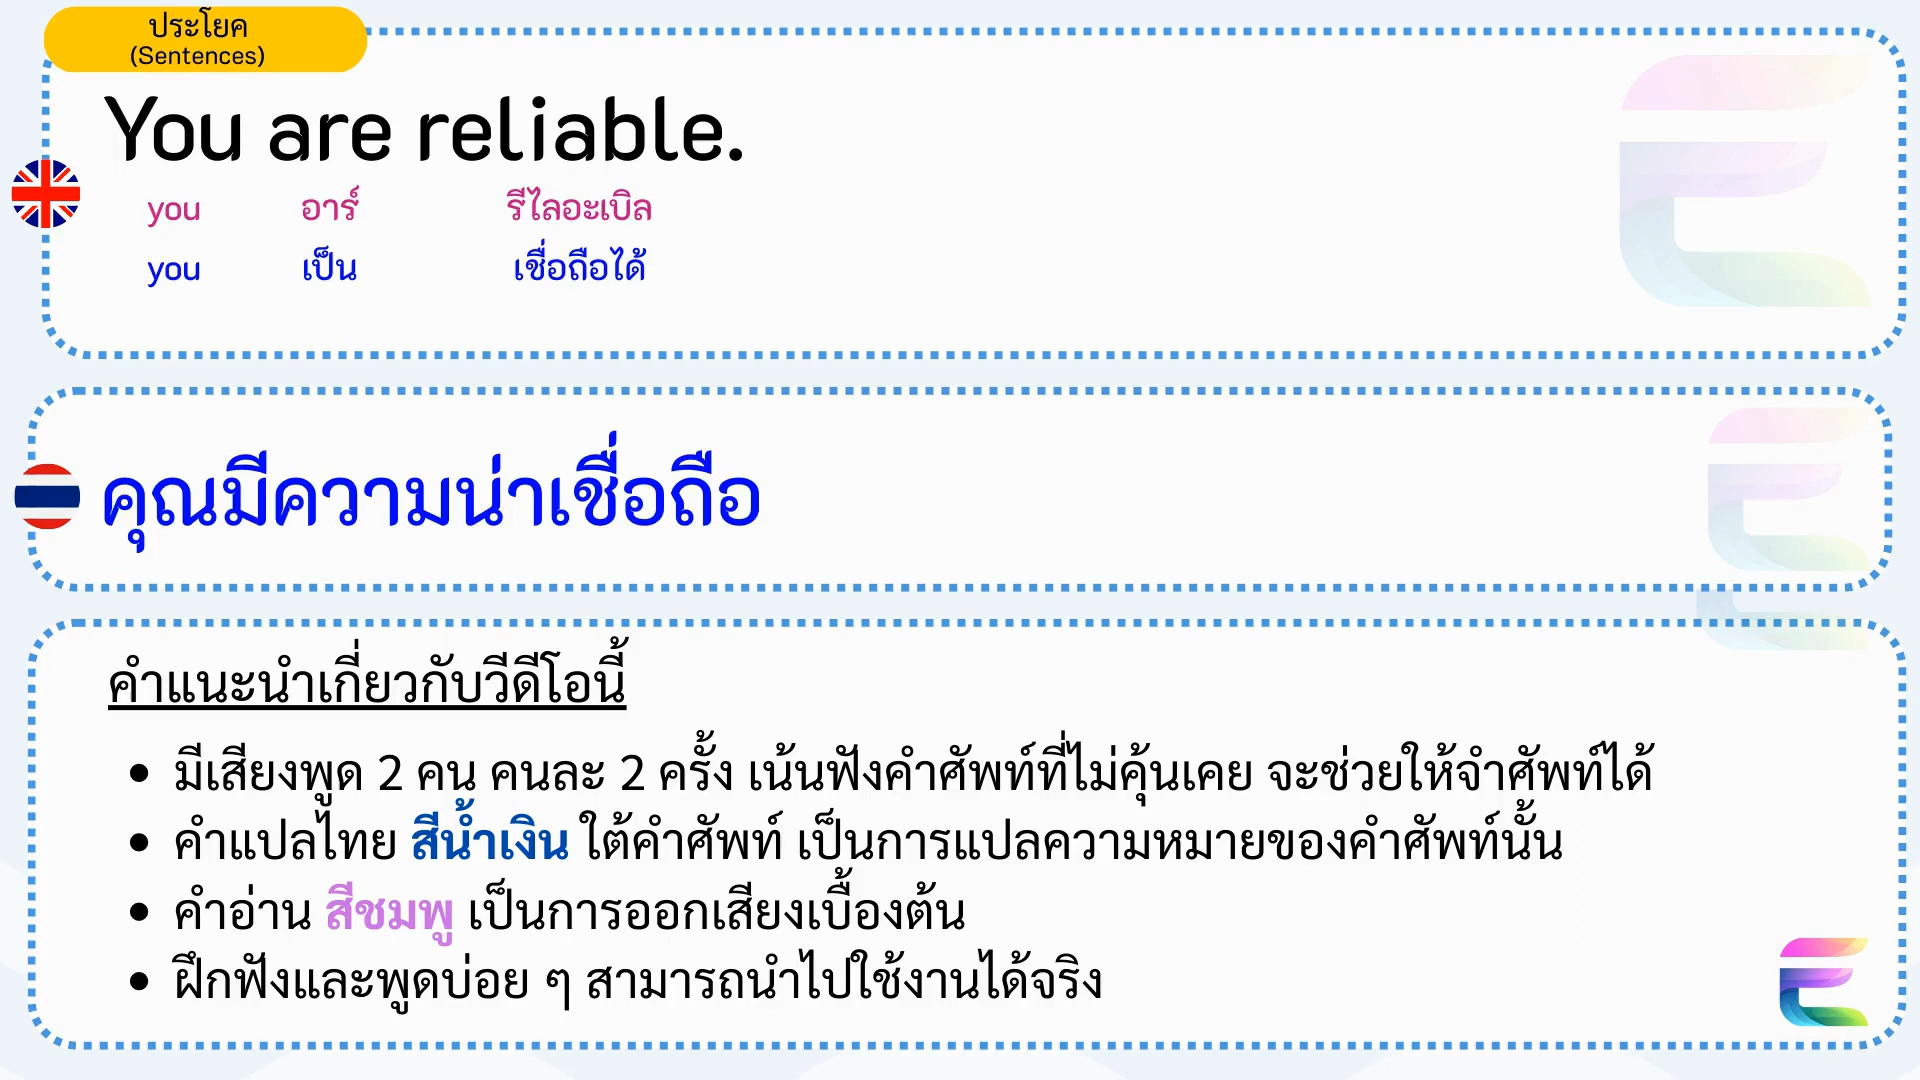 ประโยค
(Sentences)
You are reliable.
you อาร์ รีไลอะเบิล
you เป็น เชื่อถือได้
คุณมีความน่าเชื่อถือ
คำแนะนำเกี่ยวกับวีดีโอนี้
• มีเสียงพูด 2 คน คนละ 2 ครั้ง เน้นฟังคำศัพท์ที่ไม่คุ้นเคย จะช่วยให้จำศัพท์ได้
• คำแปลไทย สีน้ำเงิน ใต้คำศัพท์ เป็นการแปลความหมายของคำศัพท์นั้น
• คำอ่าน สีชมพู เป็นการออกเสียงเบื้องต้น
• ฝึกฟังและพูดบ่อย ๆ สามารถนำไปใช้งานได้จริง